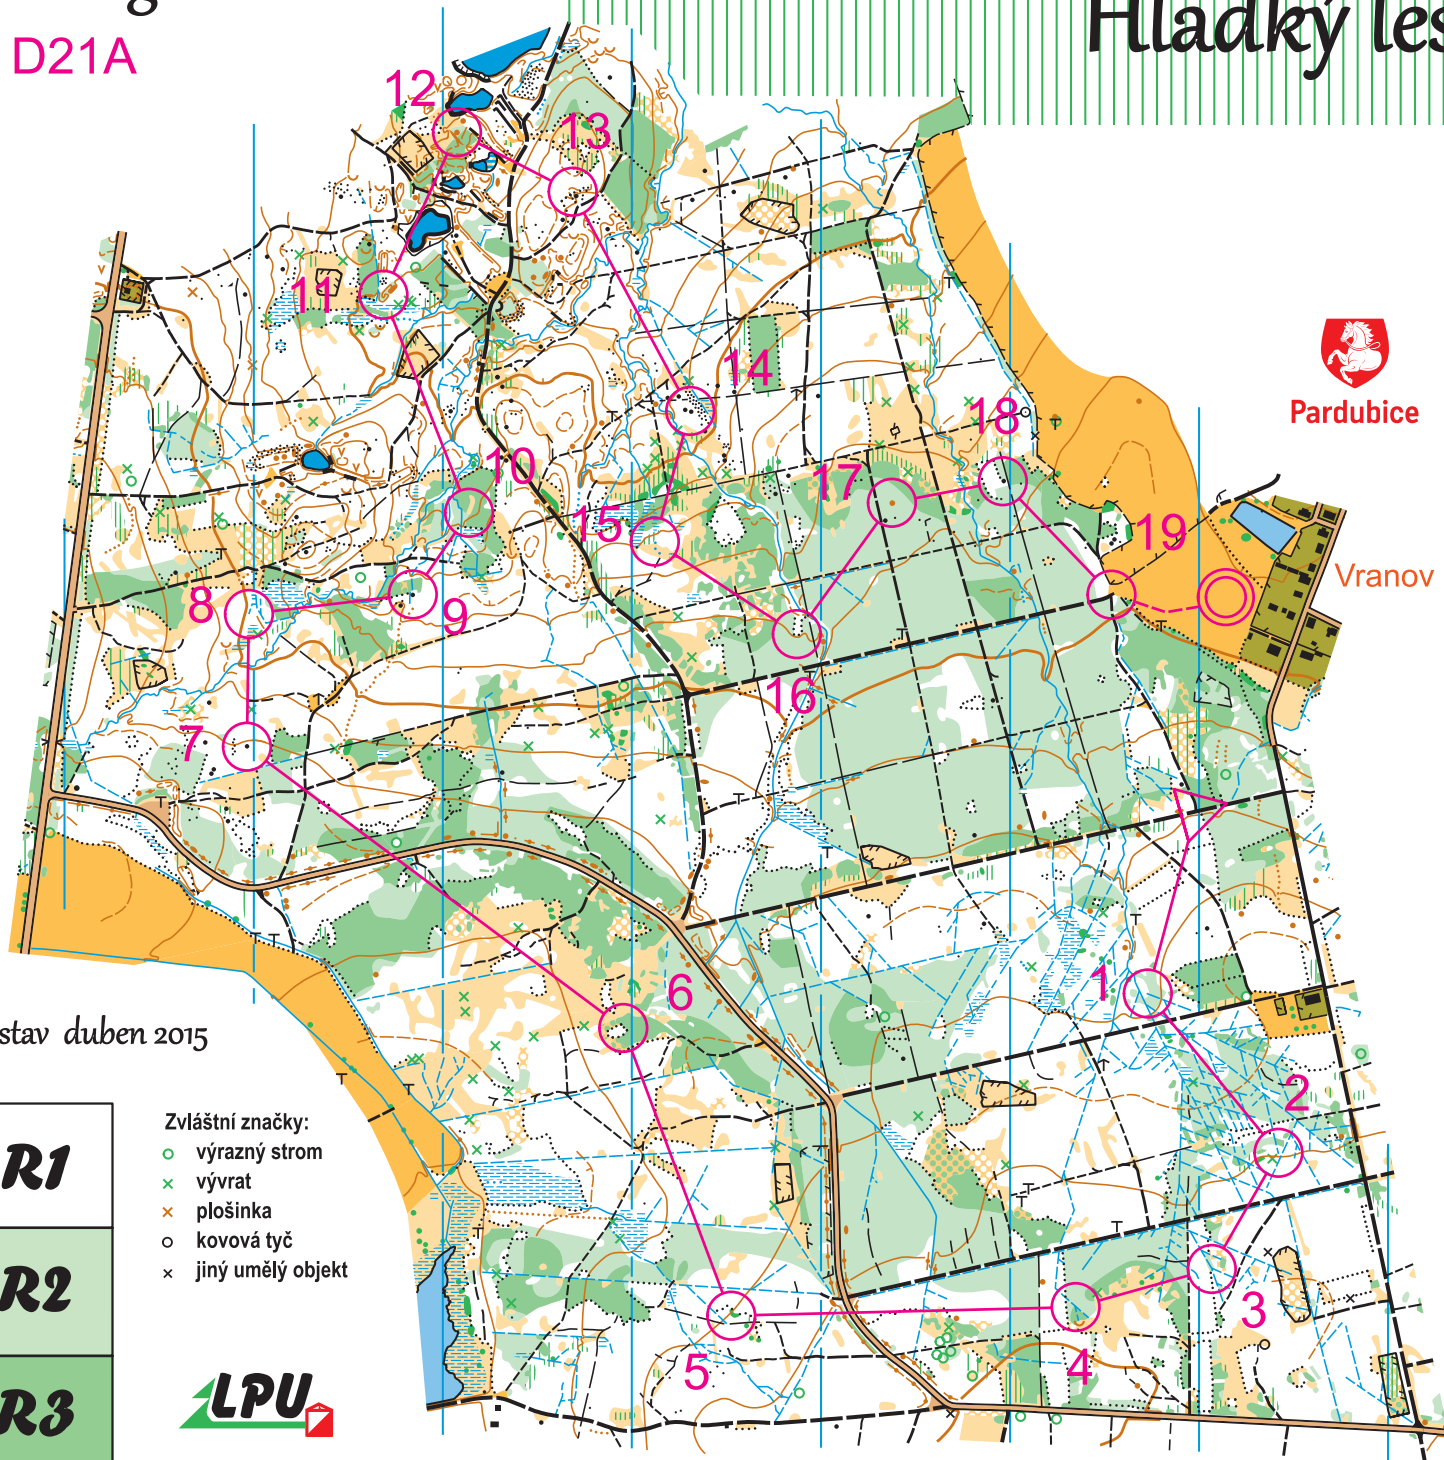 Hladký les
D21A
12
13
11
14
Pardubice
18
10
17
15
19
Vranov
8
9
16
7
6
1
stav duben 2015
2
R1
Zvláštní značky:
výrazný strom
vývrat
plošinka
kovová tyč
jiný umělý objekt
R2
3
5
4
R3
LPU